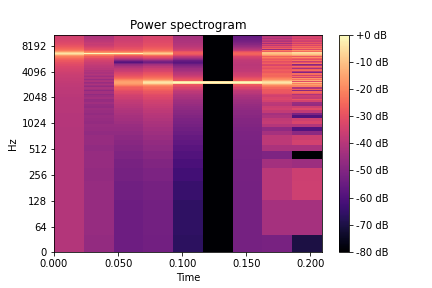 Power spectrogram
Hz
8192
4096
2048
1024
512
256
128
64
0
0.000 0.050 0.100 0.150 0.200
Time
+0 dB
-10 dB
-20 dB
-30 dB
-40 dB
-50 dB
-60 dB
-70 dB
-80 dB